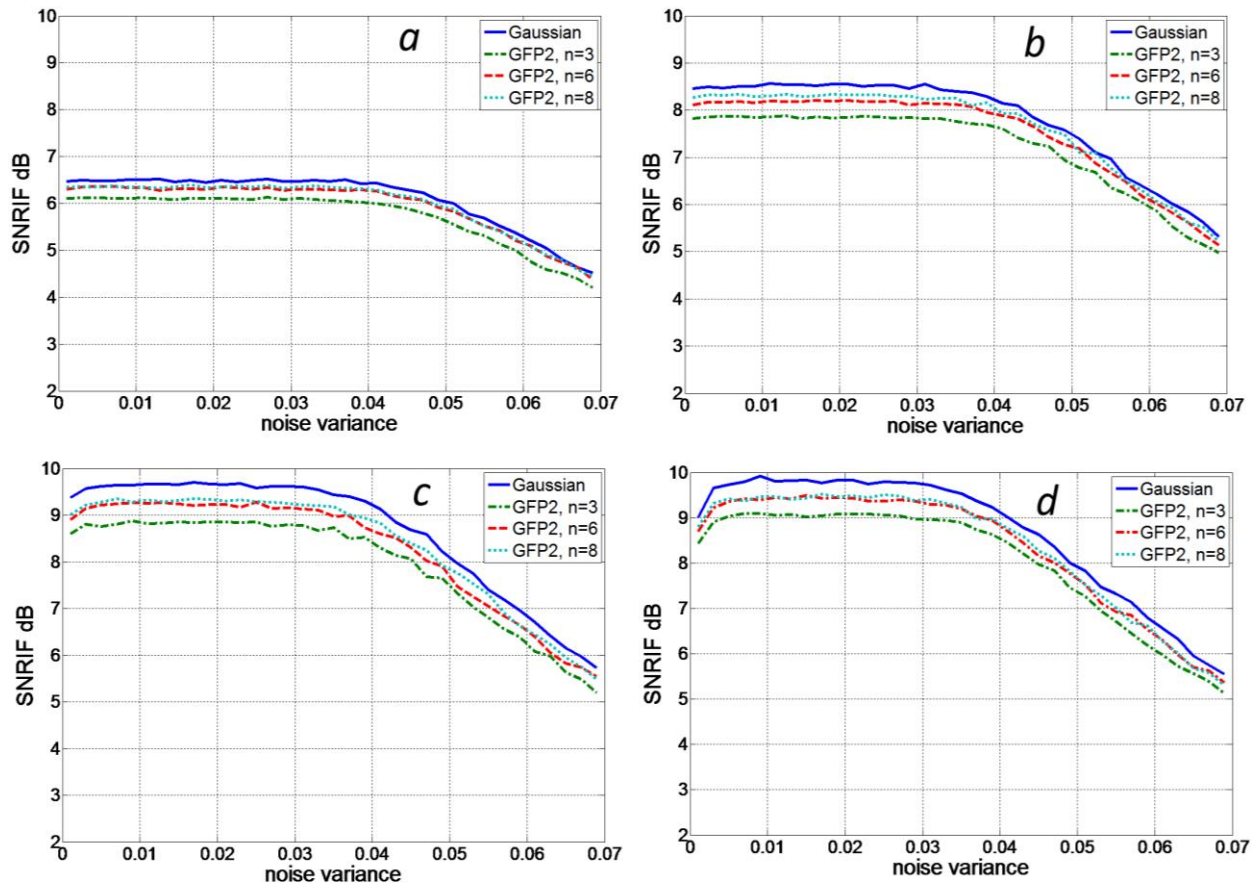 a
Gaussian
GFP2, n=3
GFP2, n=6
GFP2, n=8
SNRIF dB
10
9
8
7
6
5
4
3
2
0 0.01 0.02 0.03 0.04 0.05 0.06 0.07
noise variance
b
Gaussian
GFP2, n=3
GFP2, n=6
GFP2, n=8
SNRIF dB
10
9
8
7
6
5
4
3
2
0 0.01 0.02 0.03 0.04 0.05 0.06 0.07
noise variance
c
Gaussian
GFP2, n=3
GFP2, n=6
GFP2, n=8
SNRIF dB
10
9
8
7
6
5
4
3
2
0 0.01 0.02 0.03 0.04 0.05 0.06 0.07
noise variance
d
Gaussian
GFP2, n=3
GFP2, n=6
GFP2, n=8
SNRIF dB
10
9
8
7
6
5
4
3
2
0 0.01 0.02 0.03 0.04 0.05 0.06 0.07
noise variance